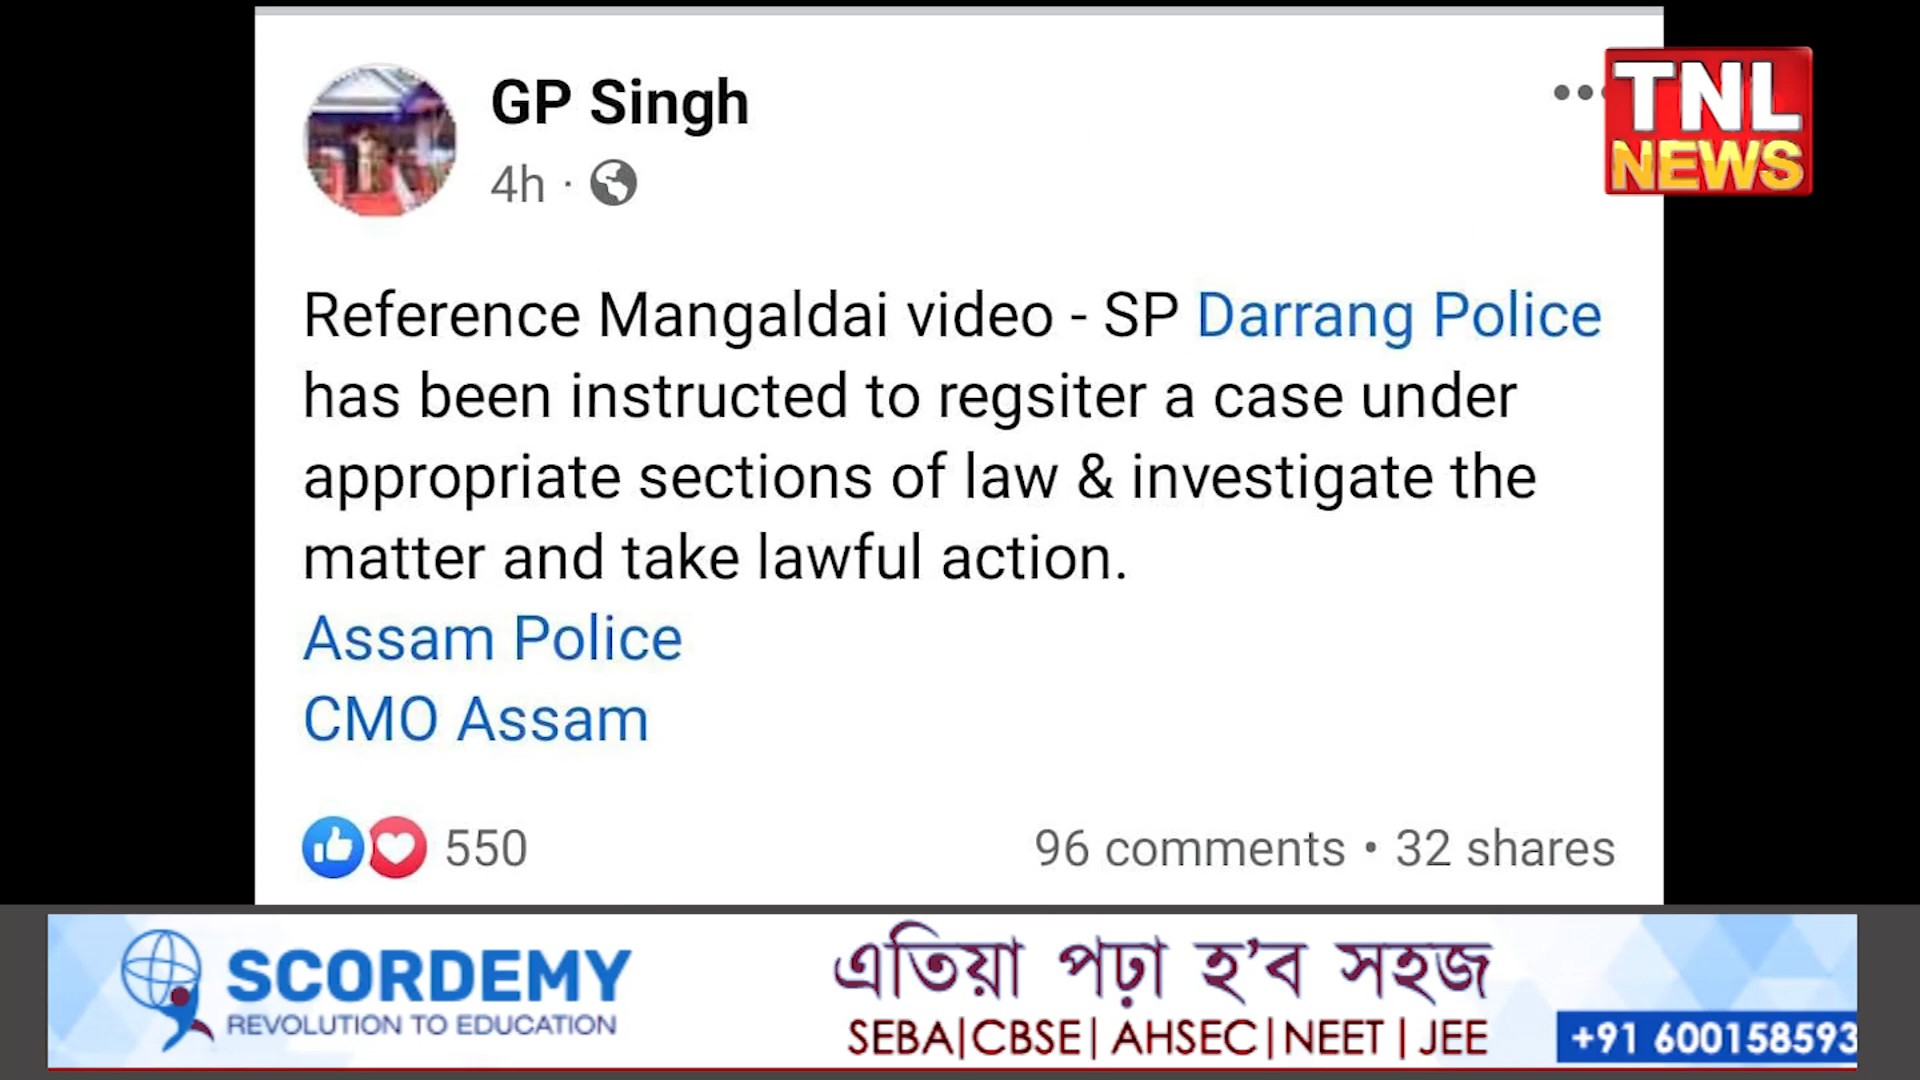 GP Singh
4h ·
TNL
NEWS
Reference Mangaldai video - SP Darrang Police
has been instructed to regsiter a case under
appropriate sections of law & investigate the
matter and take lawful action.
Assam Police
CMO Assam
550
96 comments • 32 shares
SCORDEMY
REVOLUTION TO EDUCATION
এতিয়া পঢ়া হ'ব সহজ
SEBA|CBSE| AHSEC|NEET | JEE
+91 600158593